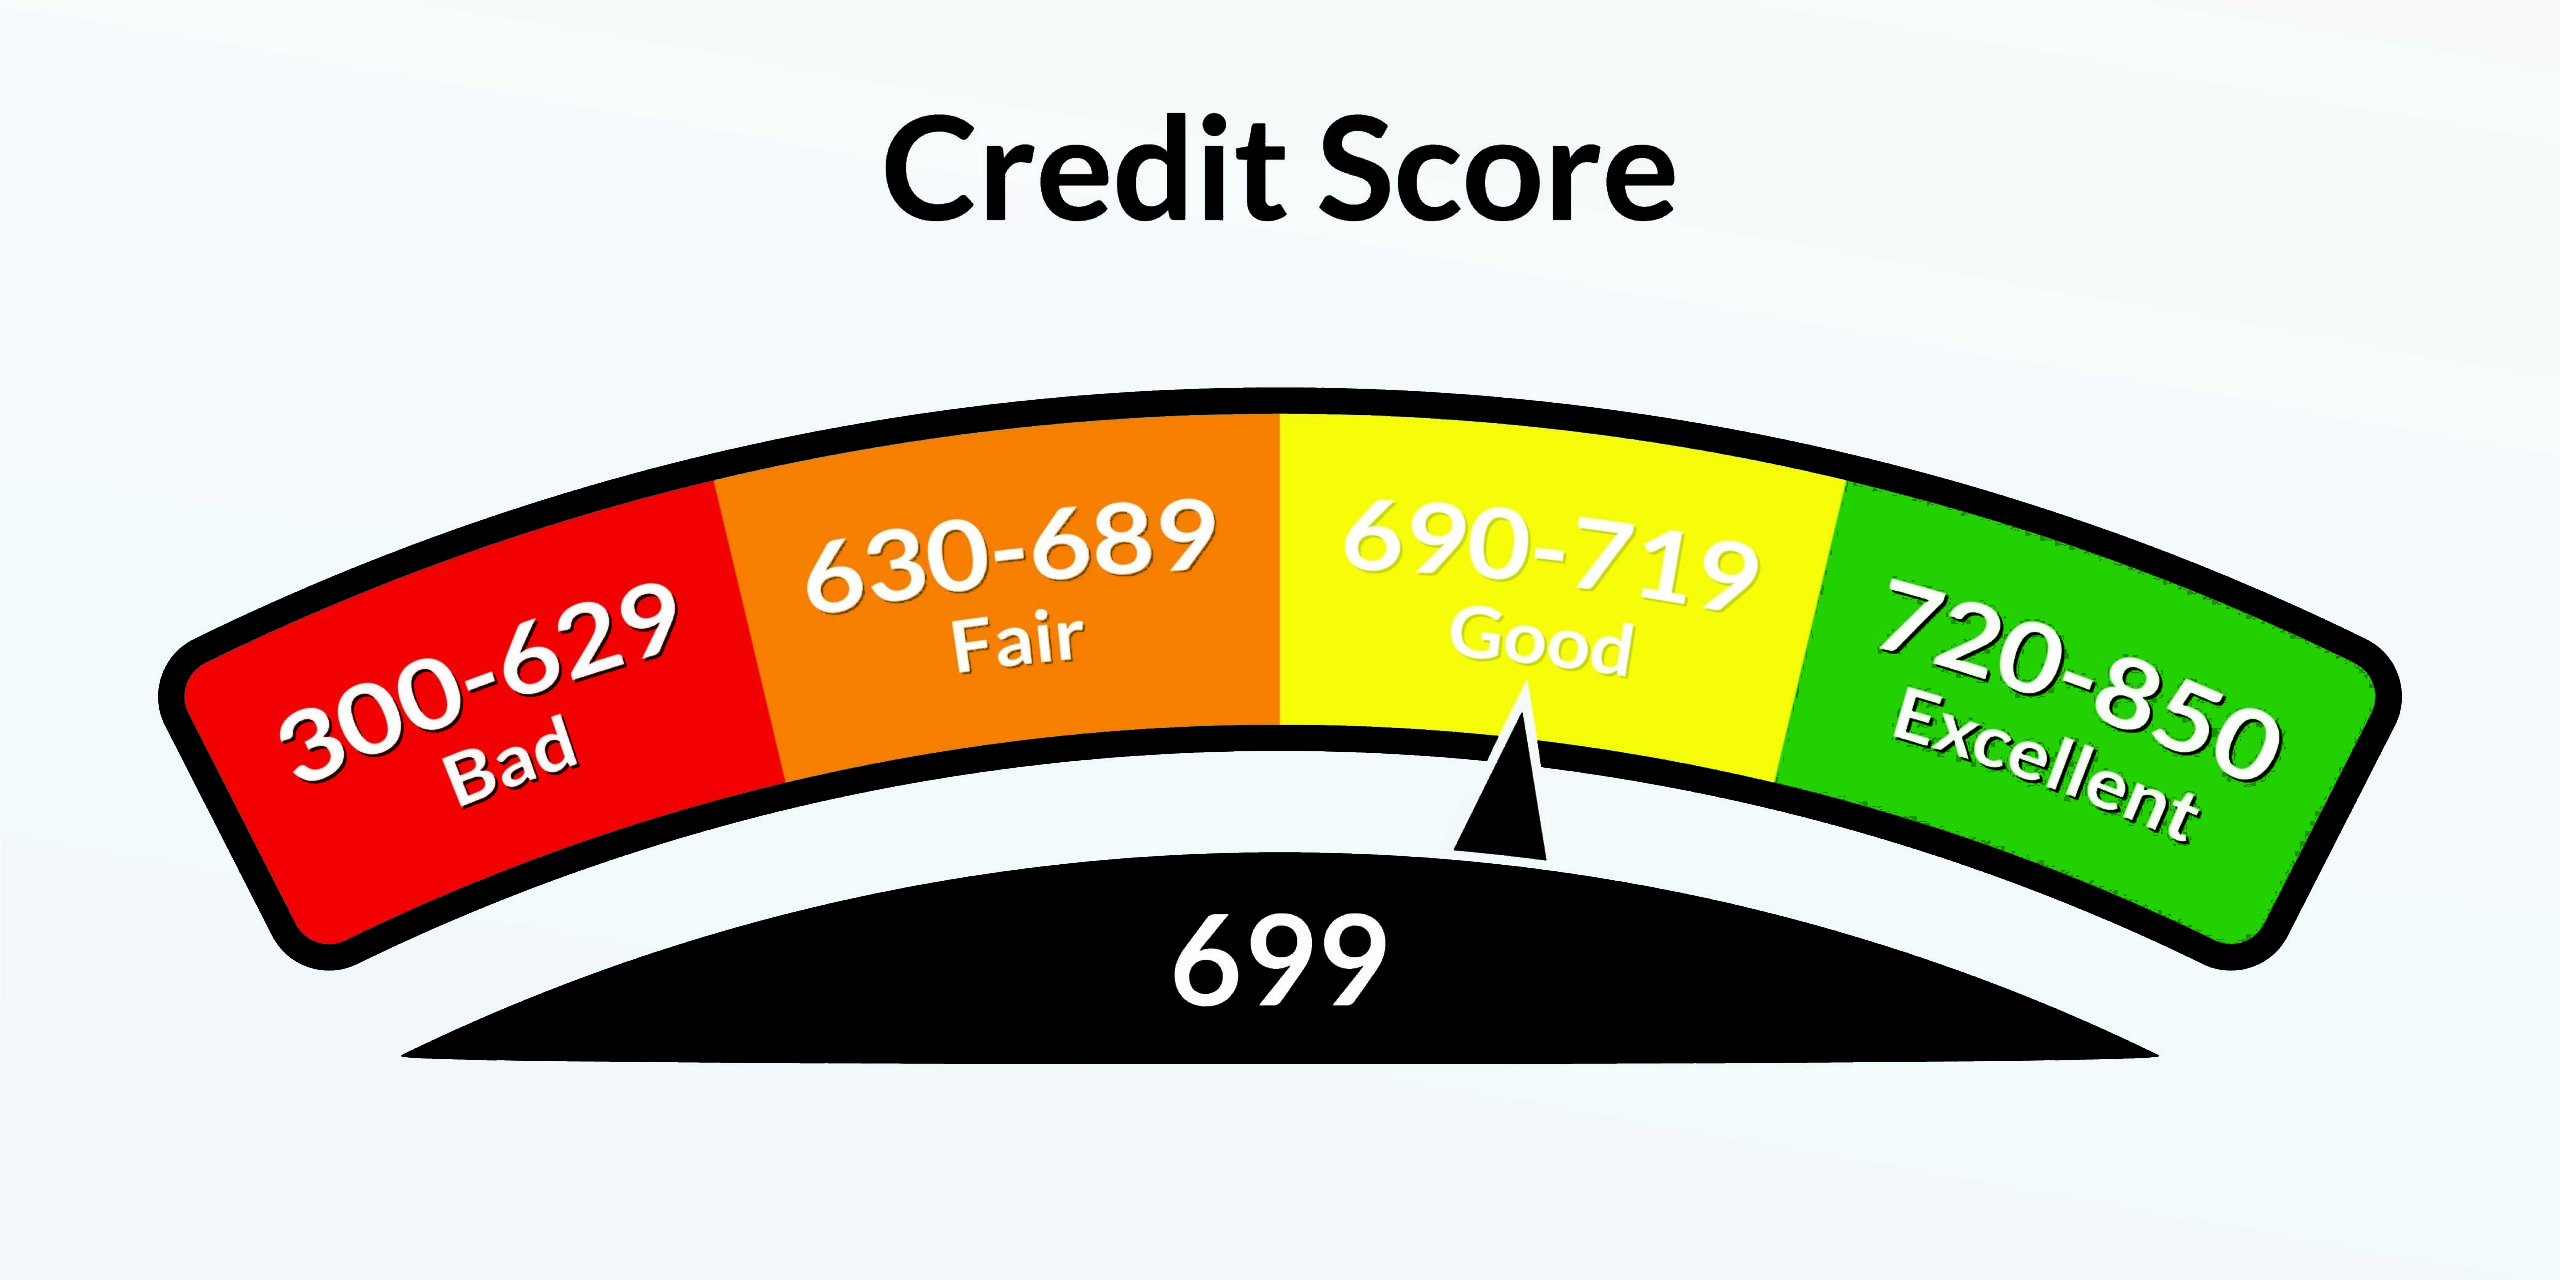 Credit Score
300-629
Bad
630-689
Fair
690-719
Good
720-850
Excellent
699